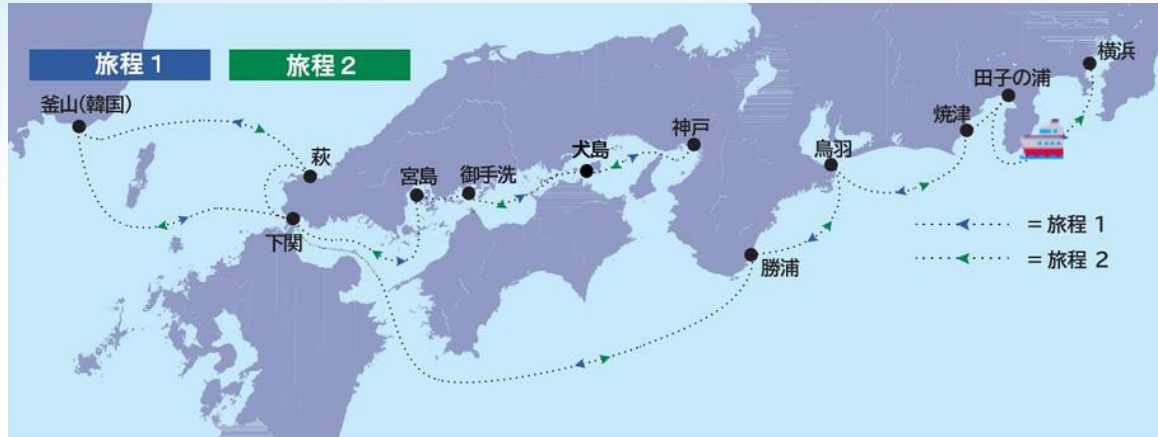 旅程1
旅程2
釜山(韓国)
萩
下関
宮島
御手洗
犬島
神戸
勝浦
鳥羽
焼津
田子の浦
横浜
= 旅程 1
= 旅程 2